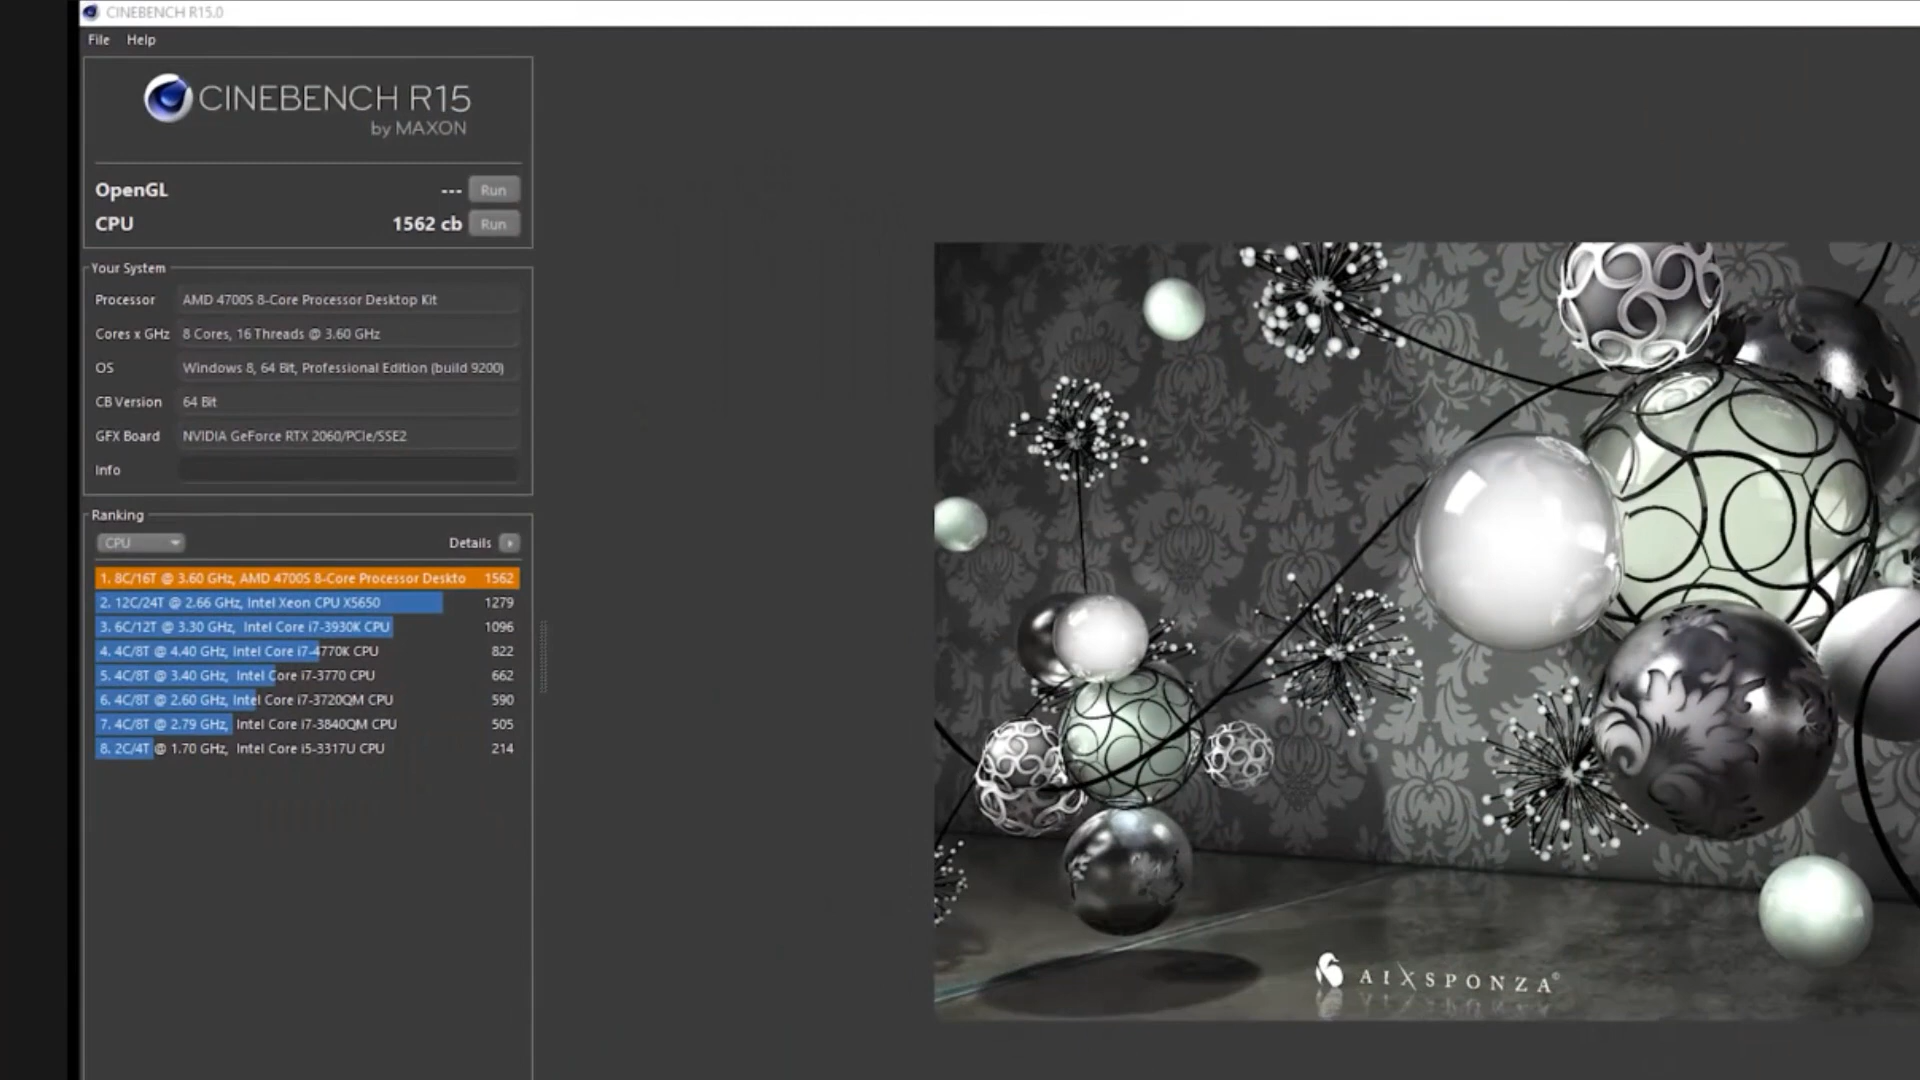 CINEBENCH R15.0
File Help
CINEBENCH R15
by MAXON
OpenGL --- Run
CPU 1562 cb Run
Your System
Processor AMD 4700S 8-Core Processor Desktop Kit
Cores x GHz 8 Cores, 16 Threads @ 3.60 GHz
OS Windows 8, 64 Bit, Professional Edition (build 9200)
CB Version 64 Bit
GFX Board NVIDIA GeForce RTX 2060/PCIe/SSE2
Info
Ranking
CPU Details
1. 8C/16T @ 3.60 GHz, AMD 4700S 8-Core Processor Deskto 1562
2. 12C/24T @ 2.66 GHz, Intel Xeon CPU X5650 1279
3. 6C/12T @ 3.30 GHz, Intel Core i7-3930K CPU 1096
4. 4C/8T @ 4.40 GHz, Intel Core i7-4770K CPU 822
5. 4C/8T @ 3.40 GHz, Intel Core i7-3770 CPU 662
6. 4C/8T @ 2.60 GHz, Intel Core i7-3720QM CPU 590
7. 4C/8T @ 2.79 GHz, Intel Core i7-3840QM CPU 505
8. 2C/4T @ 1.70 GHz, Intel Core i5-3317U CPU 214
AIXSPONZA©